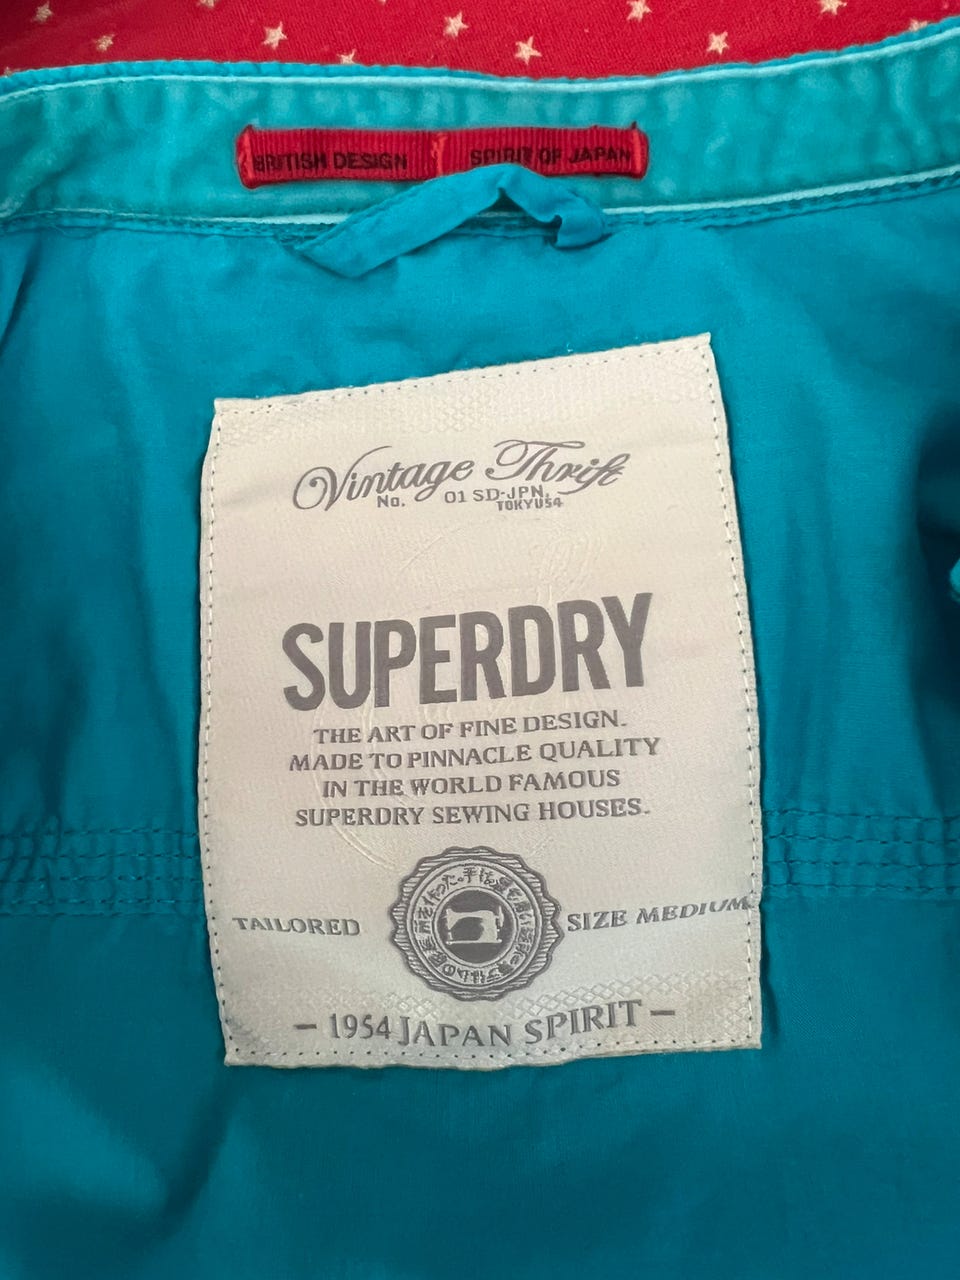 BRITISH DESIGN SPIRIT OF JAPAN
Vintage Thrift
No. 01 SD-JPN.
TOKYUS4
SUPERDRY
THE ART OF FINE DESIGN.
MADE TO PINNACLE QUALITY
IN THE WORLD FAMOUS
SUPERDRY SEWING HOUSES.
TAILORED SIZE MEDIUM
- 1954 JAPAN SPIRIT -